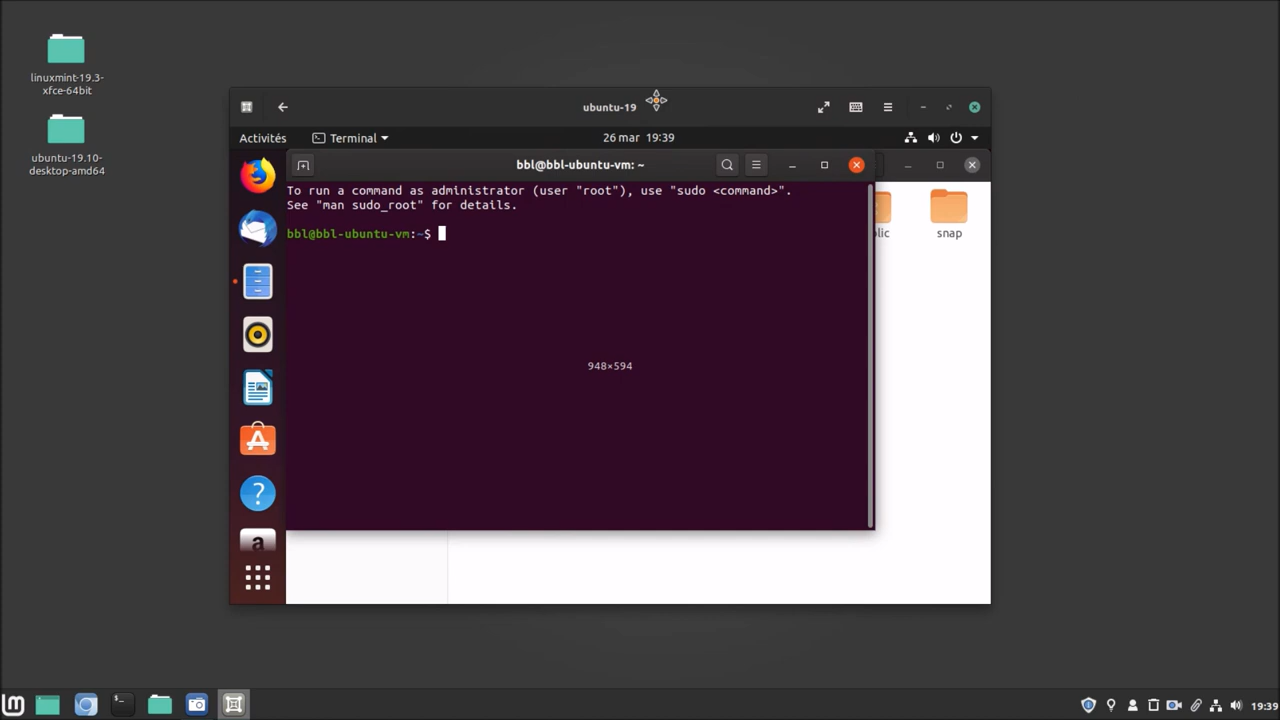 linuxmint-19.3-
xfce-64bit
ubuntu-19.10-
desktop-amd64
ubuntu-19
Activités
Terminal
26 mar 19:39
bbl@bbl-ubuntu-vm: ~
To run a command as administrator (user "root"), use "sudo <command>".
See "man sudo_root" for details.
bbl@bbl-ubuntu-vm:~$
lic
snap
948×594
a
19:39